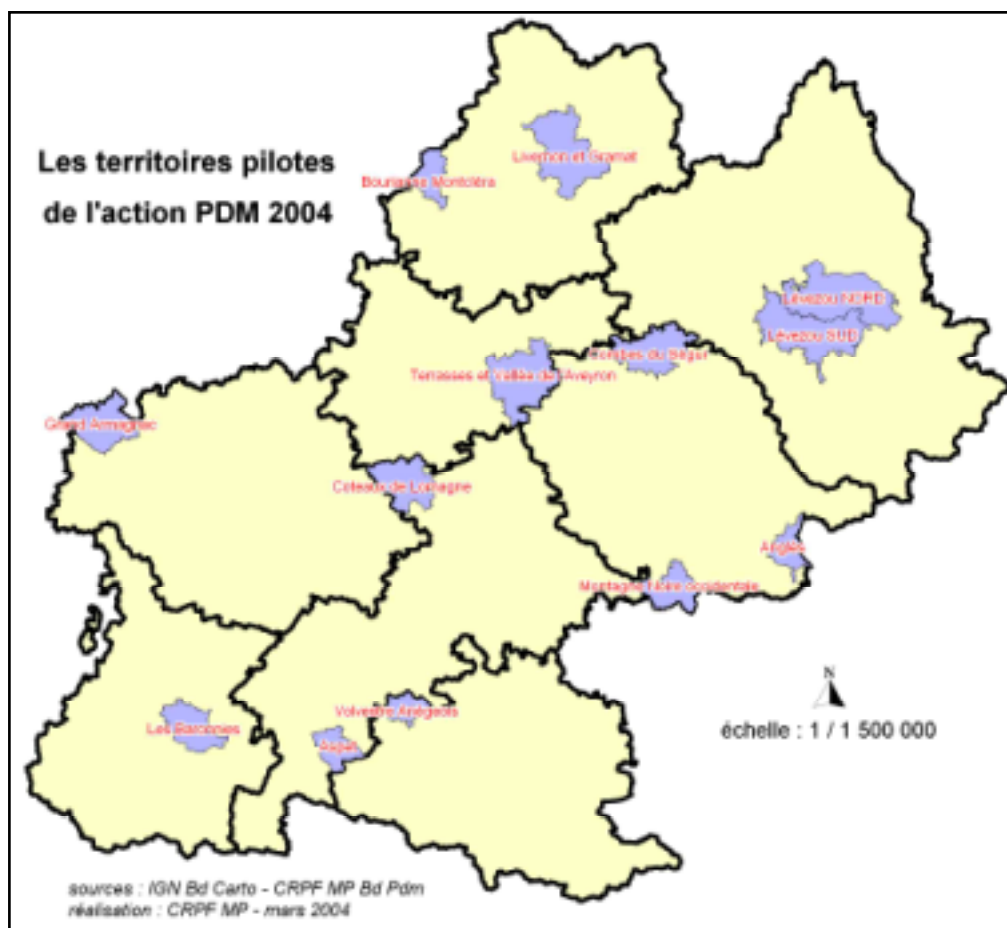 Les territoires pilotes
de l'action PDM 2004
Livernon et Gramat
Bouriane Montcléra
Lévezou NORD
Lévezou SUD
Combes du Ségur
Terrasses et Vallée de l'Aveyron
Grand Armagnac
Coteaux de Lomagne
Anglès
Montagne Noire occidentale
N
Volvestre Ariégeois
Les Baronnies
Aspet
échelle : 1 / 1 500 000
sources : IGN Bd Carto - CRPF MP Bd Pdm
réalisation : CRPF MP - mars 2004